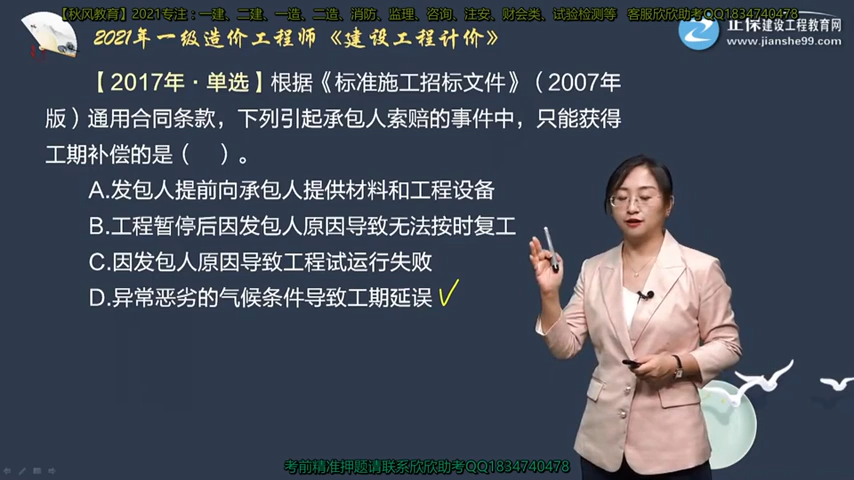 【秋风教育】2021专注：一建、二建、一造、二造、消防、监理、咨询、注安、财会类、试验检测等 客服欣欣助考QQ1834740478
2021年一级造价工程师《建设工程计价》
正保建设工程教育网
www.jianshe99.com
【2017年·单选】根据《标准施工招标文件》（2007年
版）通用合同条款，下列引起承包人索赔的事件中，只能获得
工期补偿的是（ ）。
A.发包人提前向承包人提供材料和工程设备
B.工程暂停后因发包人原因导致无法按时复工
C.因发包人原因导致工程试运行失败
D.异常恶劣的气候条件导致工期延误
考前精准押题请联系欣欣助考QQ1834740478